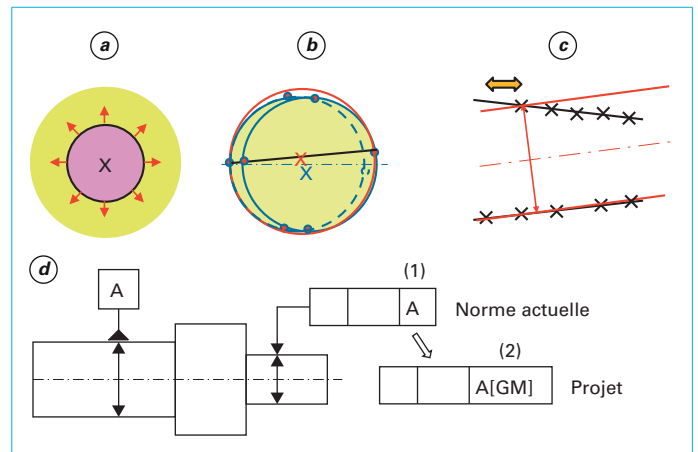 a
b
c
X
X
X
d
A
(1)
A
Norme actuelle
(2)
A[GM]
Projet